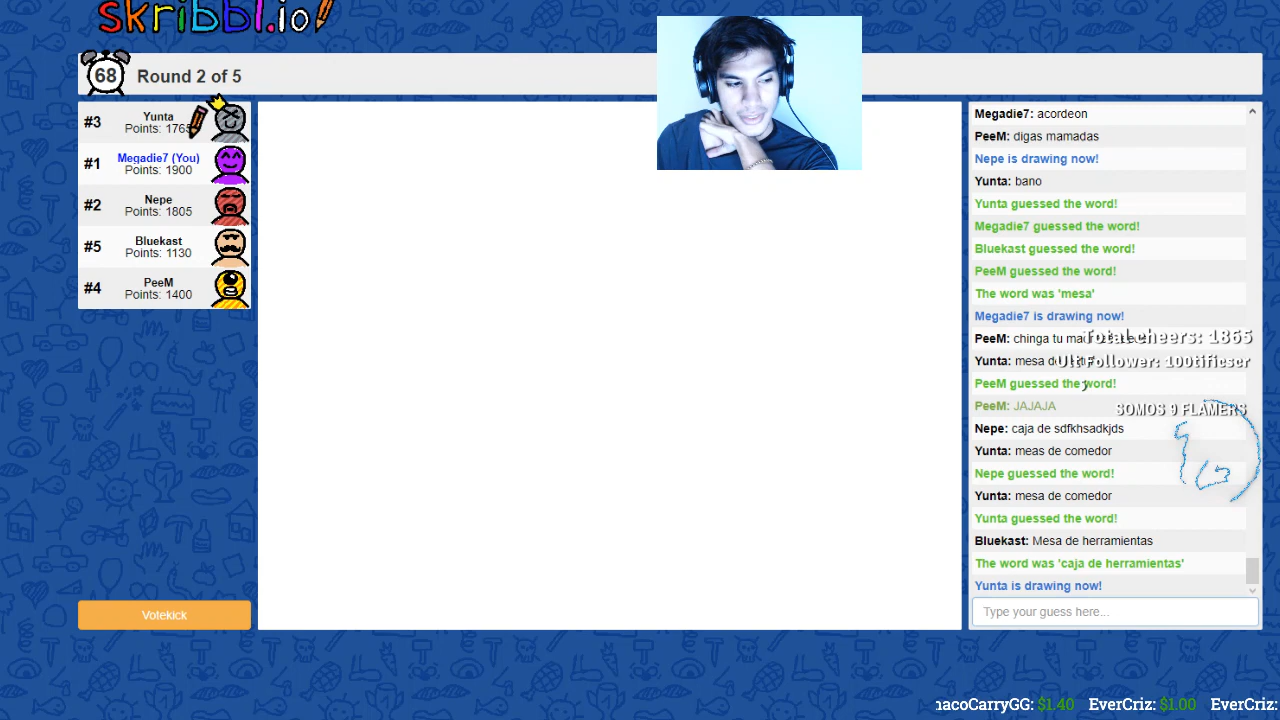 skribbl.io
68
Round 2 of 5
#3
Yunta
Points: 1765
#1
Megadie7 (You)
Points: 1900
#2
Nepe
Points: 1805
#5
Bluekast
Points: 1130
#4
PeeM
Points: 1400
Votekick
Megadie7: acordeon
PeeM: digas mamadas
Nepe is drawing now!
Yunta: bano
Yunta guessed the word!
Megadie7 guessed the word!
Bluekast guessed the word!
PeeM guessed the word!
The word was 'mesa'
Megadie7 is drawing now!
PeeM: chinga tu
Total cheers: 1865
Yunta: mesa
Ult Follower: 100tificscr
PeeM guessed the word!
PeeM: JAJAJA
SOMOS 9 FLAMERS
Nepe: caja de sdfkhsadkjds
Yunta: meas de comedor
Nepe guessed the word!
Yunta: mesa de comedor
Yunta guessed the word!
Bluekast: Mesa de herramientas
The word was 'caja de herramientas'
Yunta is drawing now!
Type your guess here...
nacoCarryGG: $1.40 EverCriz: $1.00 EverCriz: